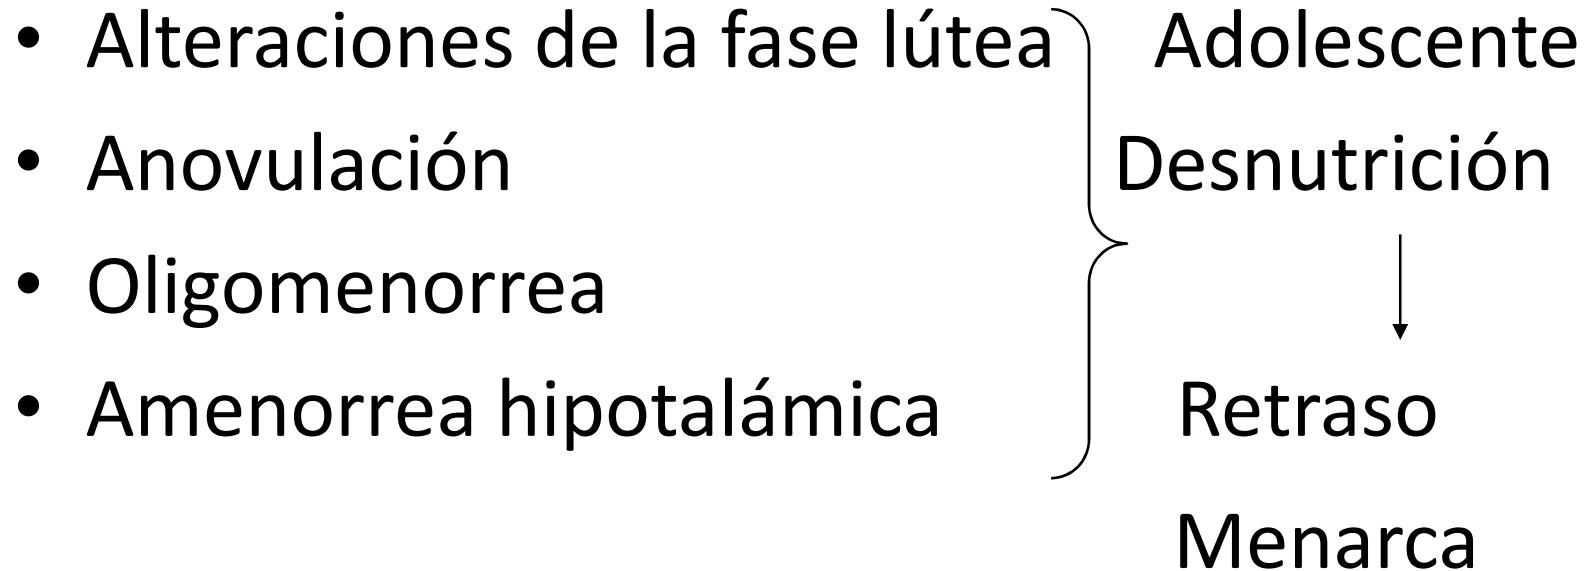 • Alteraciones de la fase lútea
• Anovulación
• Oligomenorrea
• Amenorrea hipotalámica
Adolescente
Desnutrición
Retraso
Menarca